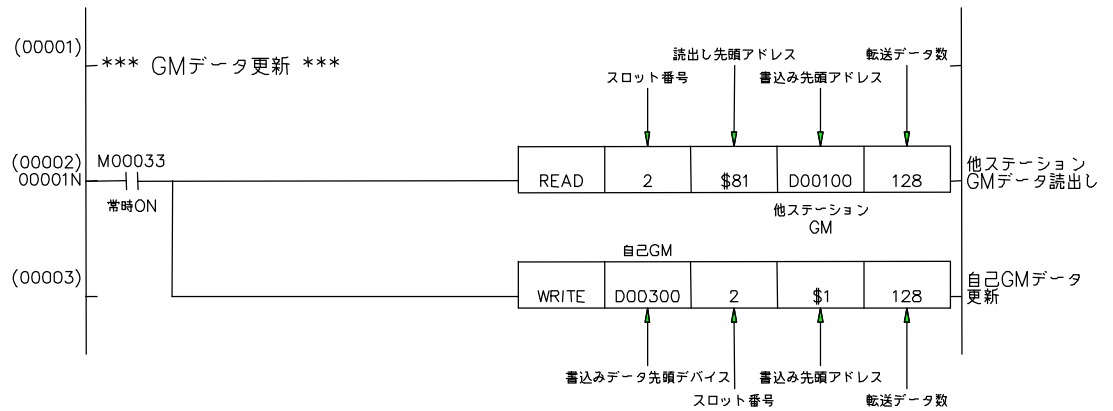 (00001)
*** GMデータ更新 ***
読出し先頭アドレス
転送データ数
スロット番号
書込み先頭アドレス
(00002)
00001N
M00033
常時ON
READ 2 $81 D00100 128
他ステーション
GMデータ読出し
他ステーション
GM
自己GM
(00003)
WRITE D00300 2 $1 128
自己GMデータ
更新
書込みデータ先頭デバイス
書込み先頭アドレス
スロット番号
転送データ数